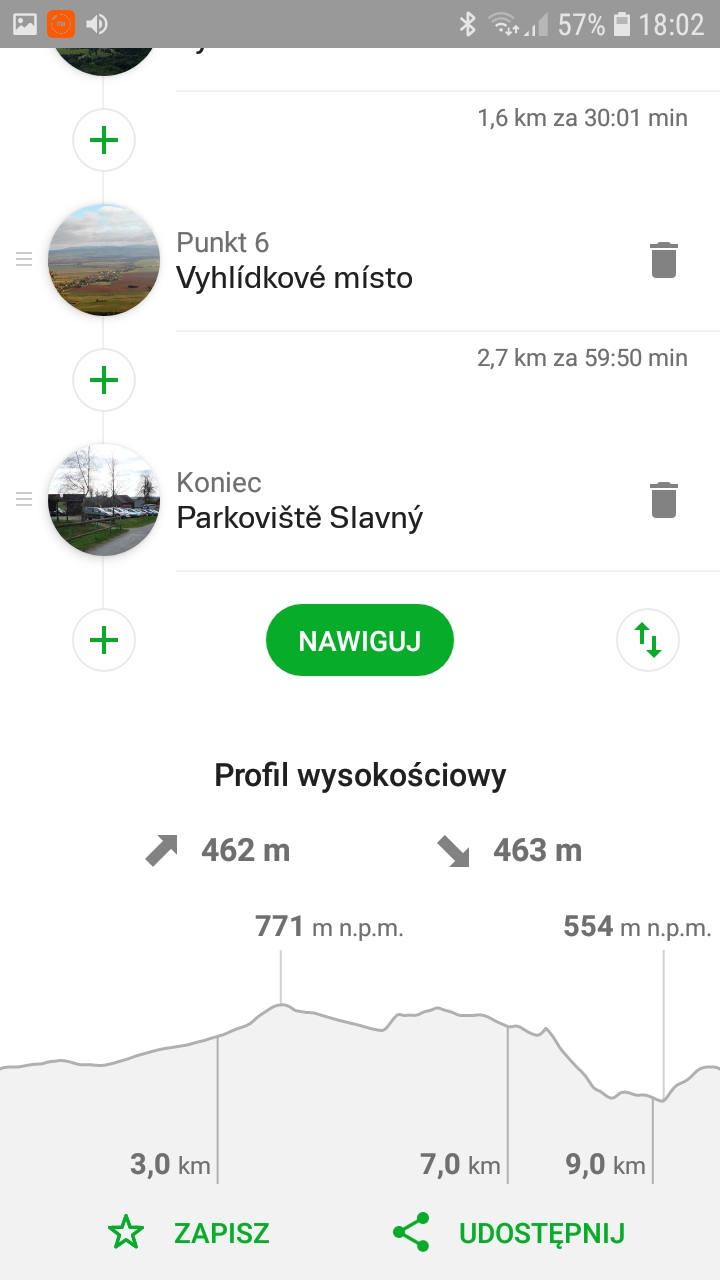 57% 18:02
1,6 km za 30:01 min
Punkt 6
Vyhlídkové místo
2,7 km za 59:50 min
Koniec
Parkoviště Slavný
NAWIGUJ
Profil wysokościowy
462 m 463 m
771 m n.p.m. 554 m n.p.m.
3,0 km 7,0 km 9,0 km
ZAPISZ UDOSTĘPNIJ